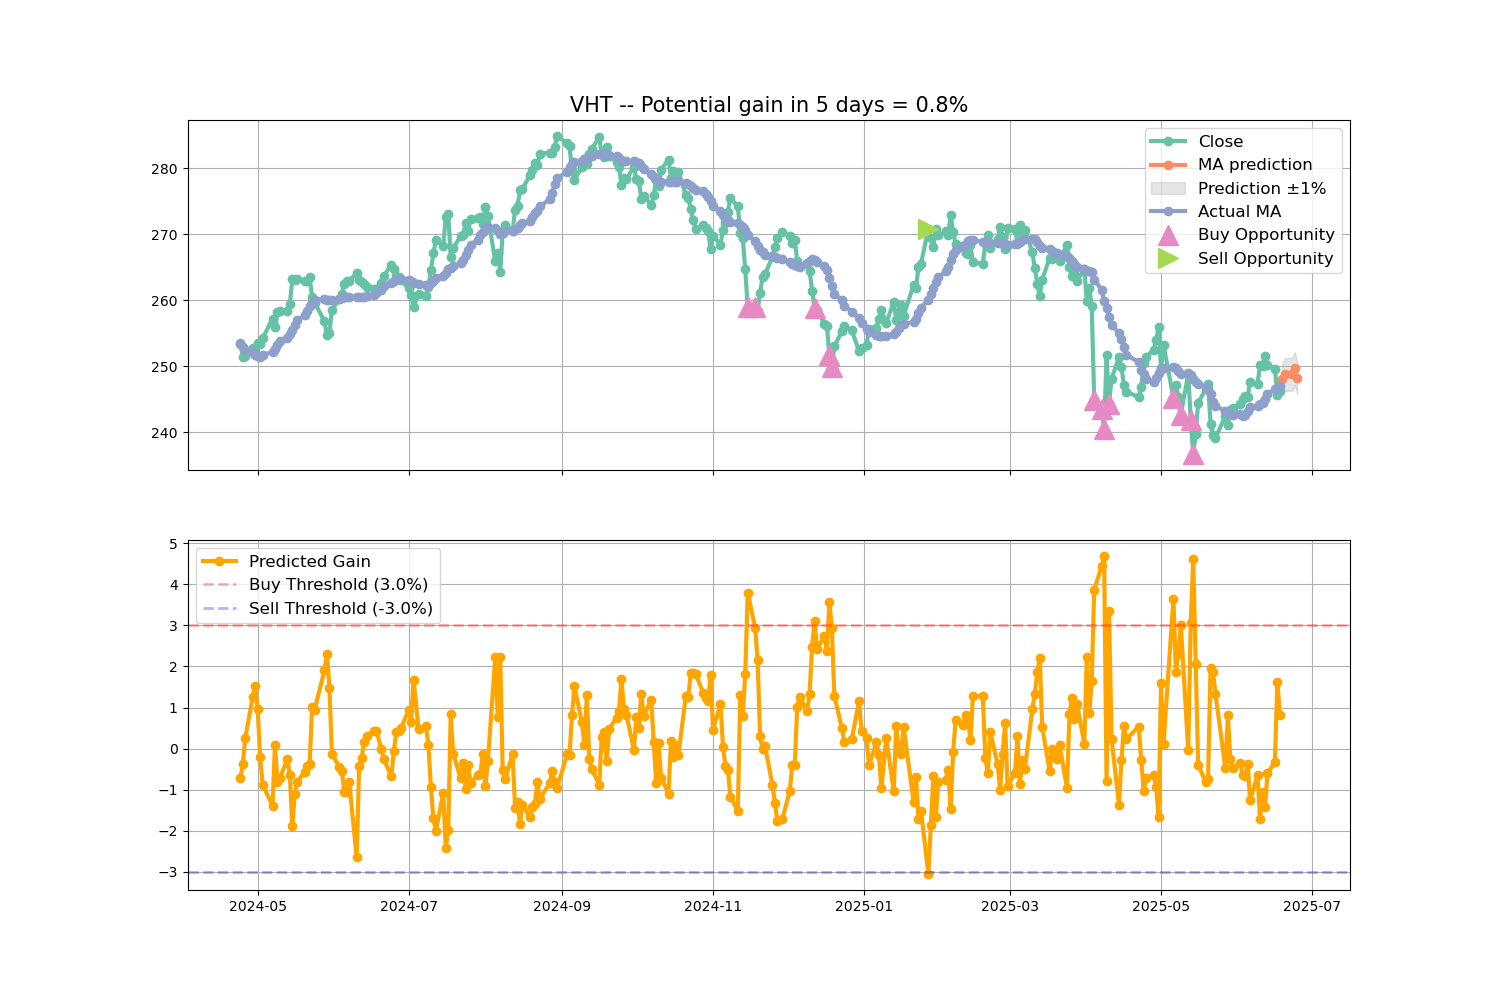 VHT -- Potential gain in 5 days = 0.8%
280
270
260
250
240
Close
MA prediction
Prediction ±1%
Actual MA
Buy Opportunity
Sell Opportunity
5
4
3
2
1
0
−1
−2
−3
Predicted Gain
Buy Threshold (3.0%)
Sell Threshold (-3.0%)
2024-05
2024-07
2024-09
2024-11
2025-01
2025-03
2025-05
2025-07